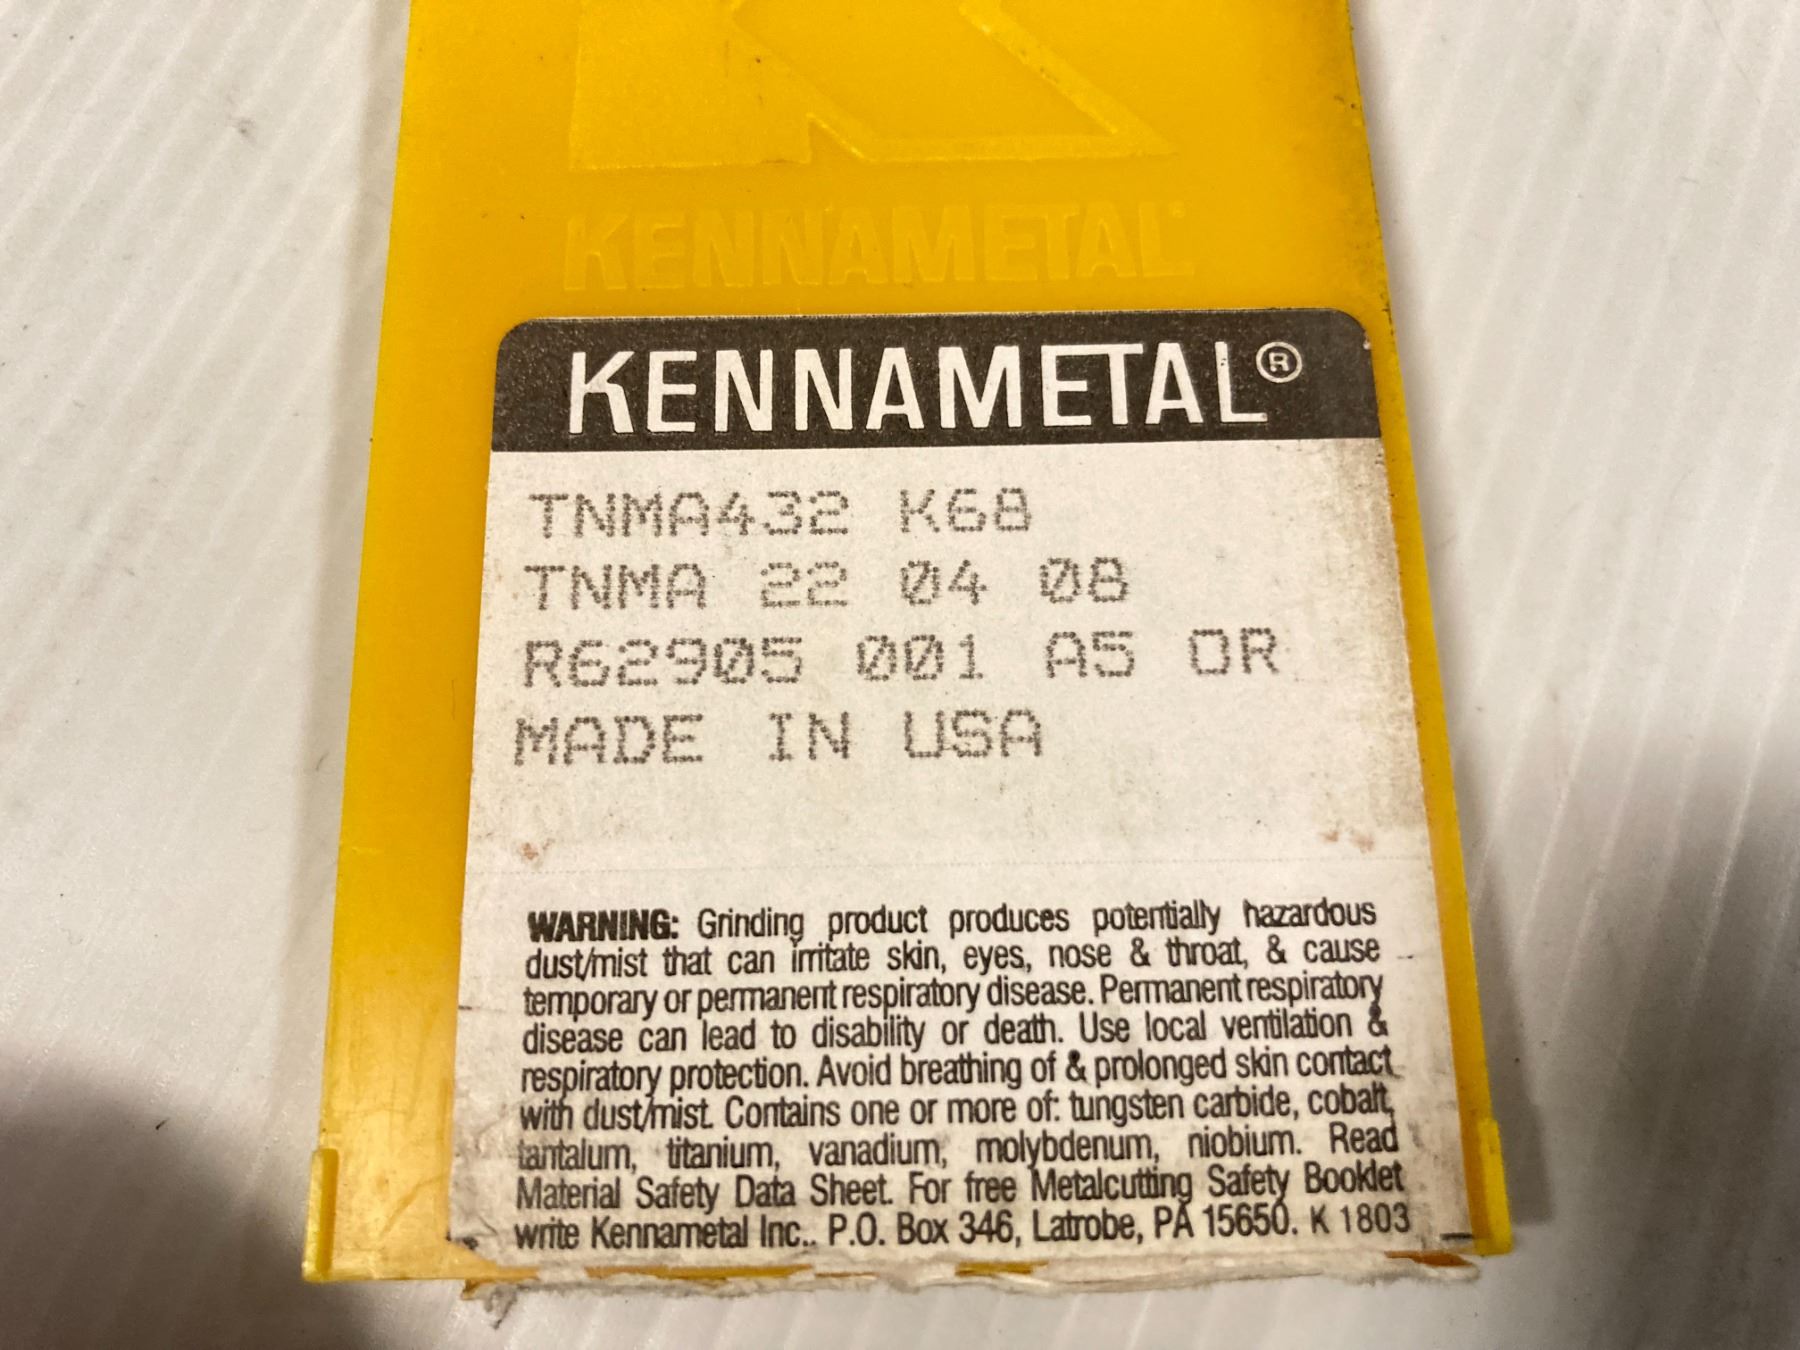 KENNAMETAL
KENNAMETAL®
TNMA432 K68
TNMA 22 04 08
R62905 001 A5 OR
MADE IN USA
WARNING: Grinding product produces potentially hazardous
dust/mist that can irritate skin, eyes, nose & throat, & cause
temporary or permanent respiratory disease. Permanent respiratory
disease can lead to disability or death. Use local ventilation &
respiratory protection. Avoid breathing of & prolonged skin contact
with dust/mist. Contains one or more of: tungsten carbide, cobalt,
tantalum, titanium, vanadium, molybdenum, niobium. Read
Material Safety Data Sheet. For free Metalcutting Safety Booklet
write Kennametal Inc.. P.O. Box 346, Latrobe, PA 15650. K 1803